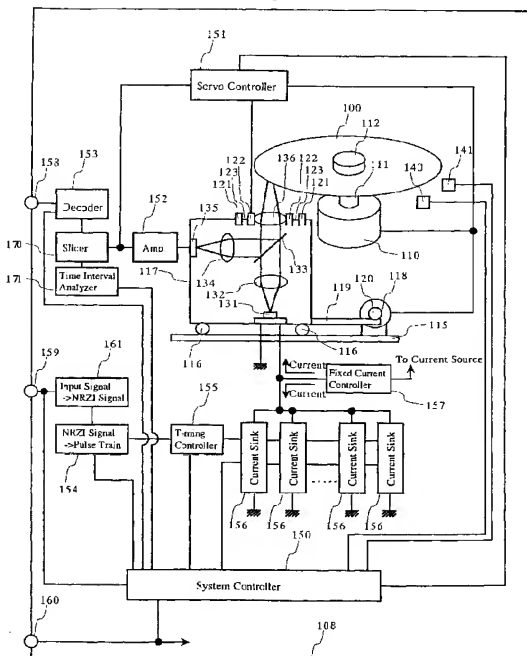 151
Servo Controller
100
112
158
153
Decoder
152
122
123
121
136
122
123
121
111
141
140
135
170
Slicer
Amp
133
110
171
Time Interval
Analyzer
117
134
132
131
119
120
118
116
116
115
159
161
Input Signal
->NRZI Signal
Current
Current
Fixed Current
Controller
To Current Source
157
155
NRZI Signal
->Pulse Train
Timing
Controller
154
Current Sink
Current Sink
Current Sink
Current Sink
156
156
156
156
150
System Controller
160
108